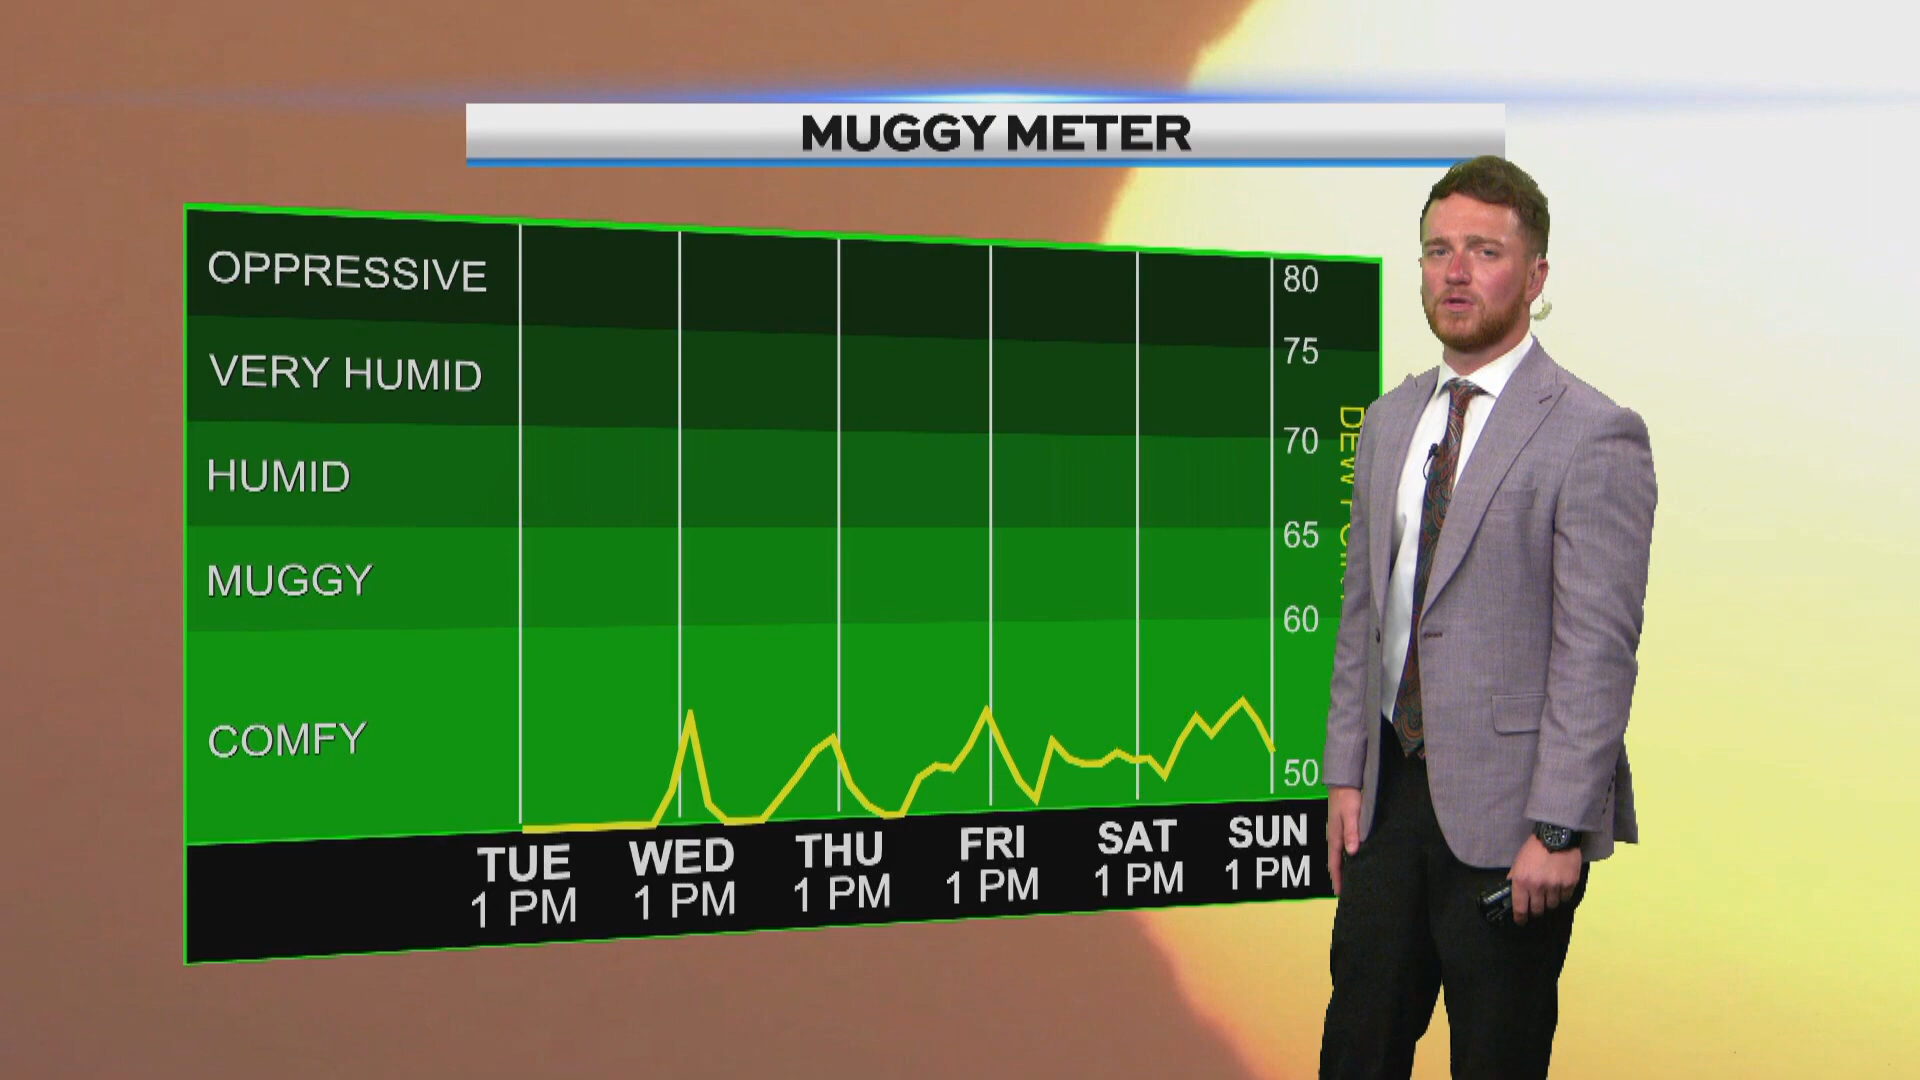 MUGGY METER
OPPRESSIVE
VERY HUMID
HUMID
MUGGY
COMFY
80
75
70
65
60
50
DEW
TUE
1 PM
WED
1 PM
THU
1 PM
FRI
1 PM
SAT
1 PM
SUN
1 PM